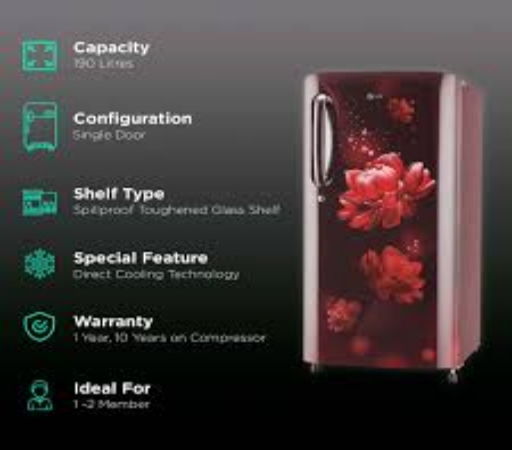 Capacity
190 Litres
Configuration
Single Door
Shelf Type
Spillproof Toughened Glass Shelf
Special Feature
Direct Cooling Technology
Warranty
1 Year, 10 Years on Compressor
Ideal For
1 -2 Member